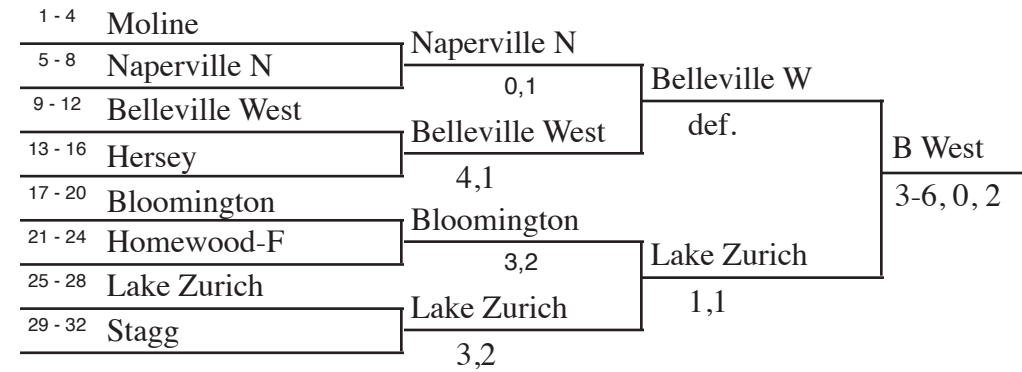 1 - 4 Moline
5 - 8 Naperville N
9 - 12 Belleville West
13 - 16 Hersey
17 - 20 Bloomington
21 - 24 Homewood-F
25 - 28 Lake Zurich
29 - 32 Stagg
Naperville N
0,1
Belleville West
4,1
Bloomington
3,2
Lake Zurich
3,2
Belleville W
def.
Lake Zurich
1,1
B West
3-6, 0, 2